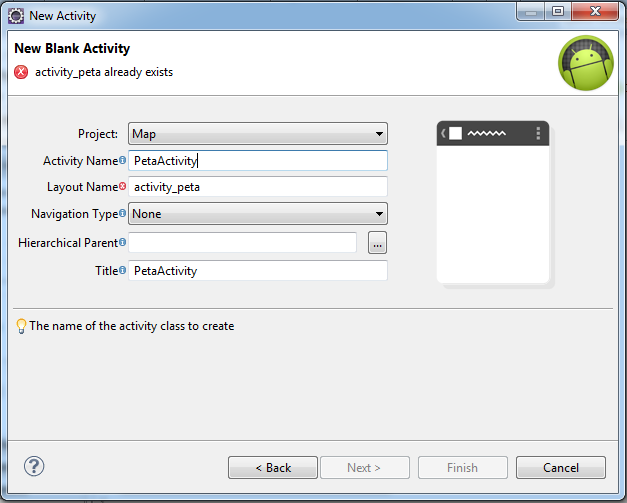 New Activity
New Blank Activity
activity_peta already exists
Project: Map
Activity Name PetaActivity
Layout Name activity_peta
Navigation Type None
Hierarchical Parent ...
Title PetaActivity
The name of the activity class to create
? < Back Next > Finish Cancel